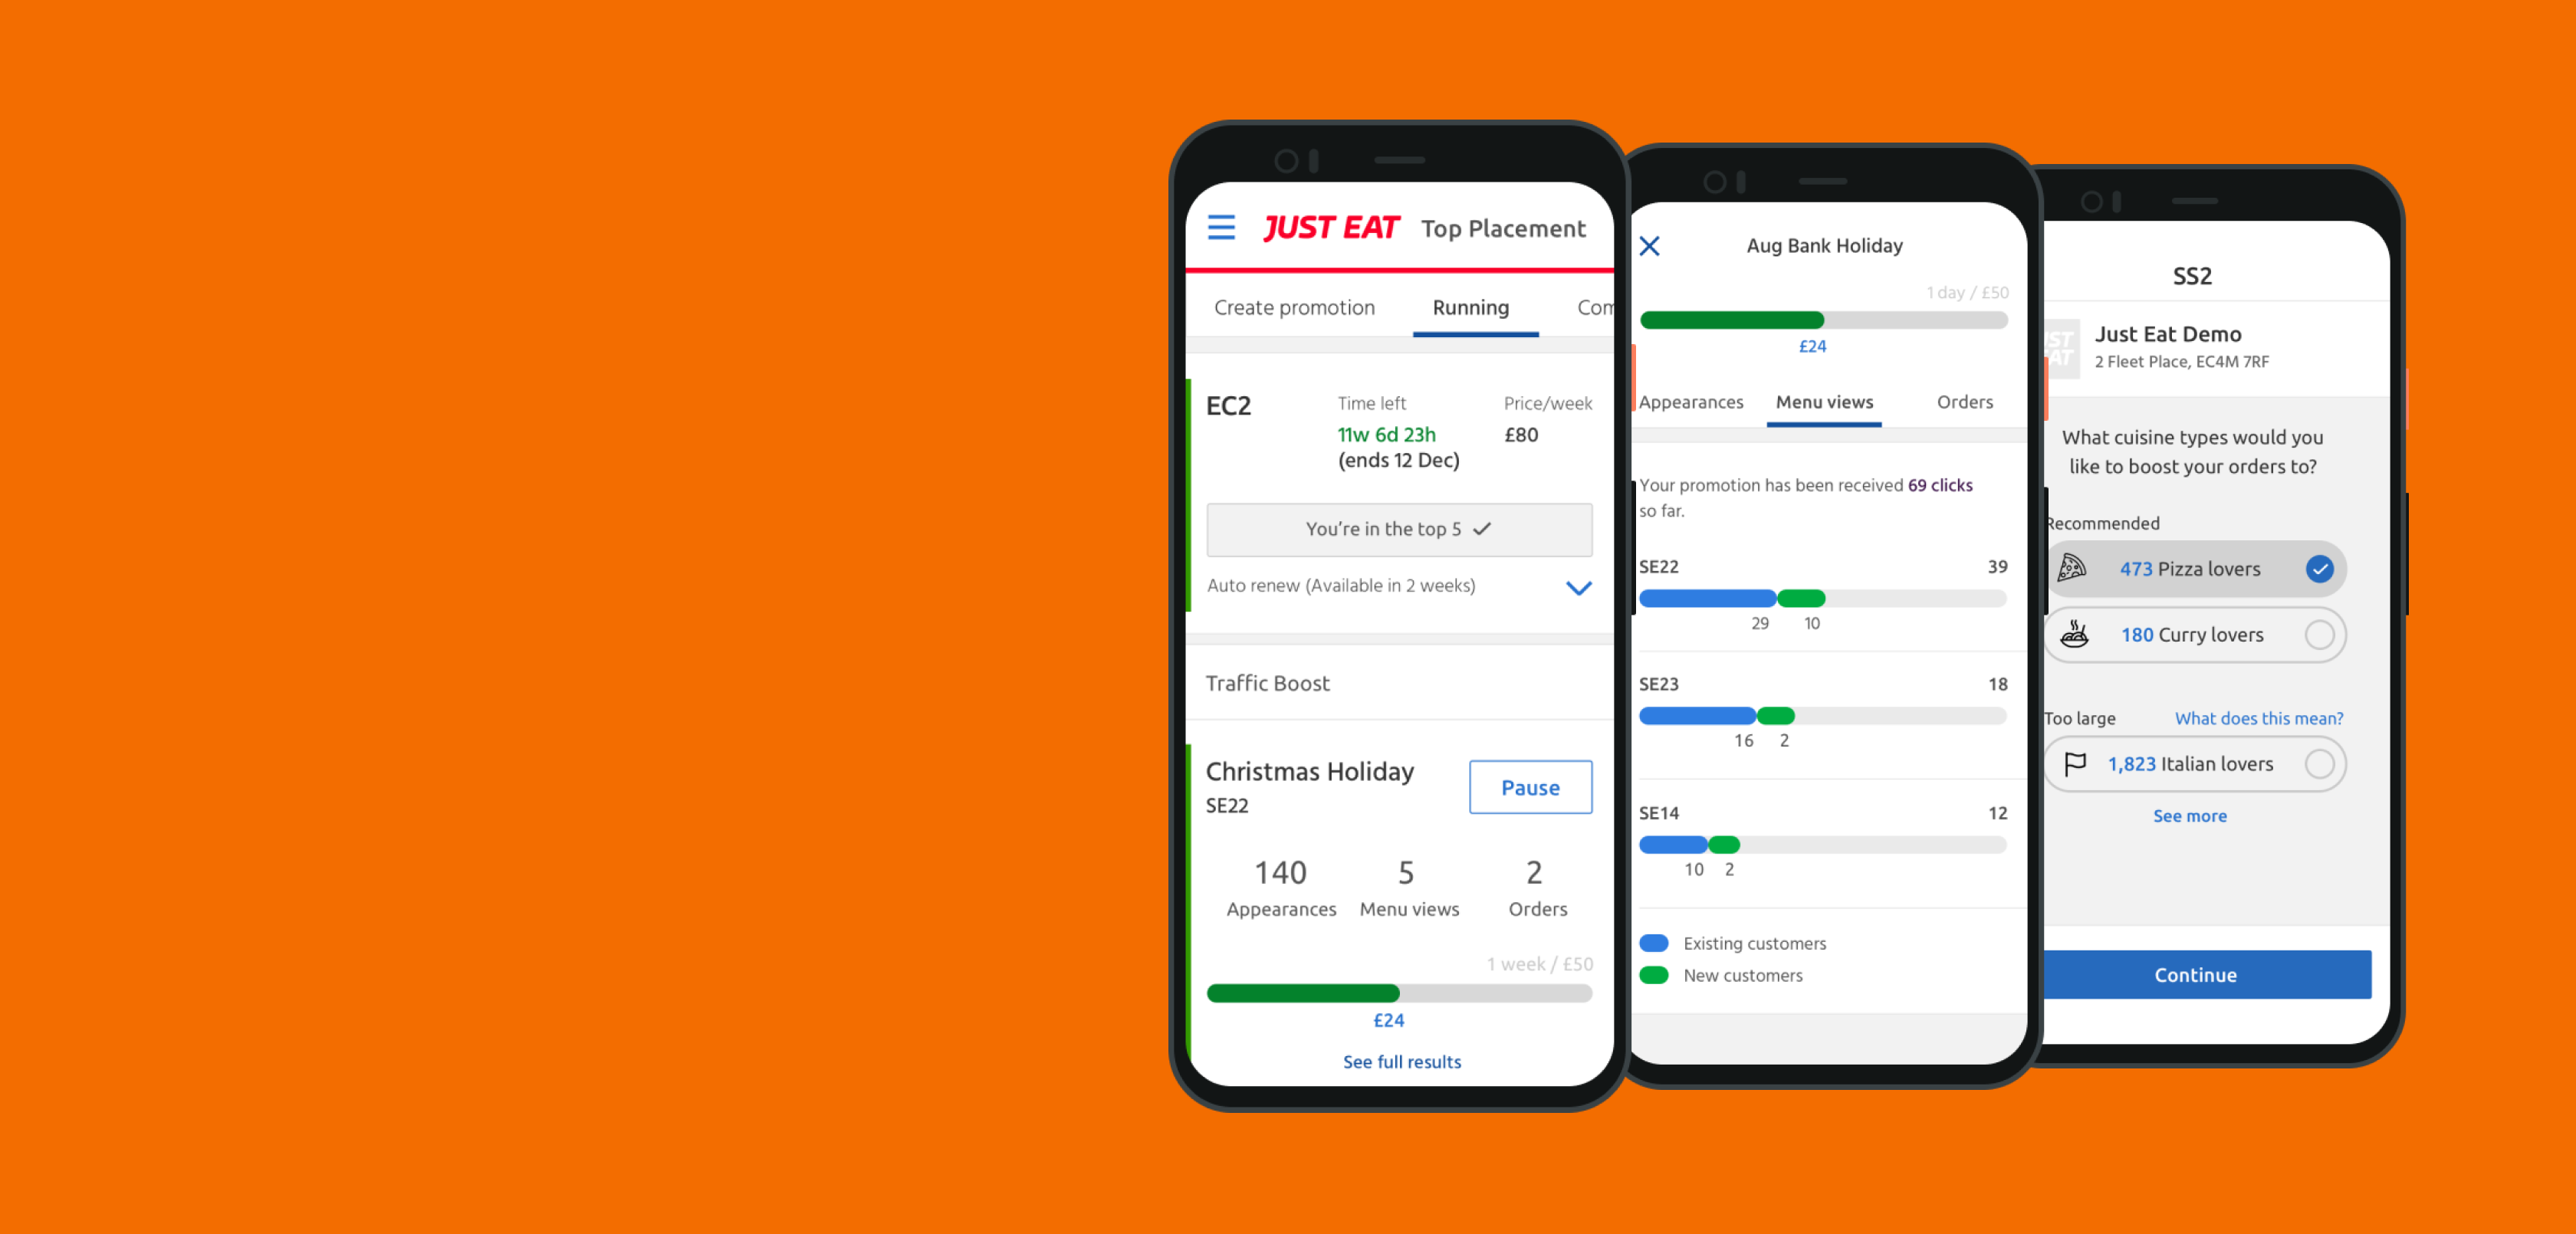 JUST EAT Top Placement
Create promotion Running Com
EC2 Time left Price/week
11w 6d 23h £80
(ends 12 Dec)
You're in the top 5
Auto renew (Available in 2 weeks)
Traffic Boost
Christmas Holiday Pause
SE22
140 5 2
Appearances Menu views Orders
1 week / £50
£24
See full results
Aug Bank Holiday
1 day / £50
£24
Appearances Menu views Orders
Your promotion has been received 69 clicks
so far.
SE22 39
29 10
SE23 18
16 2
SE14 12
10 2
Existing customers
New customers
SS2
Just Eat Demo
2 Fleet Place, EC4M 7RF
What cuisine types would you
like to boost your orders to?
Recommended
473 Pizza lovers
180 Curry lovers
Too large What does this mean?
1,823 Italian lovers
See more
Continue